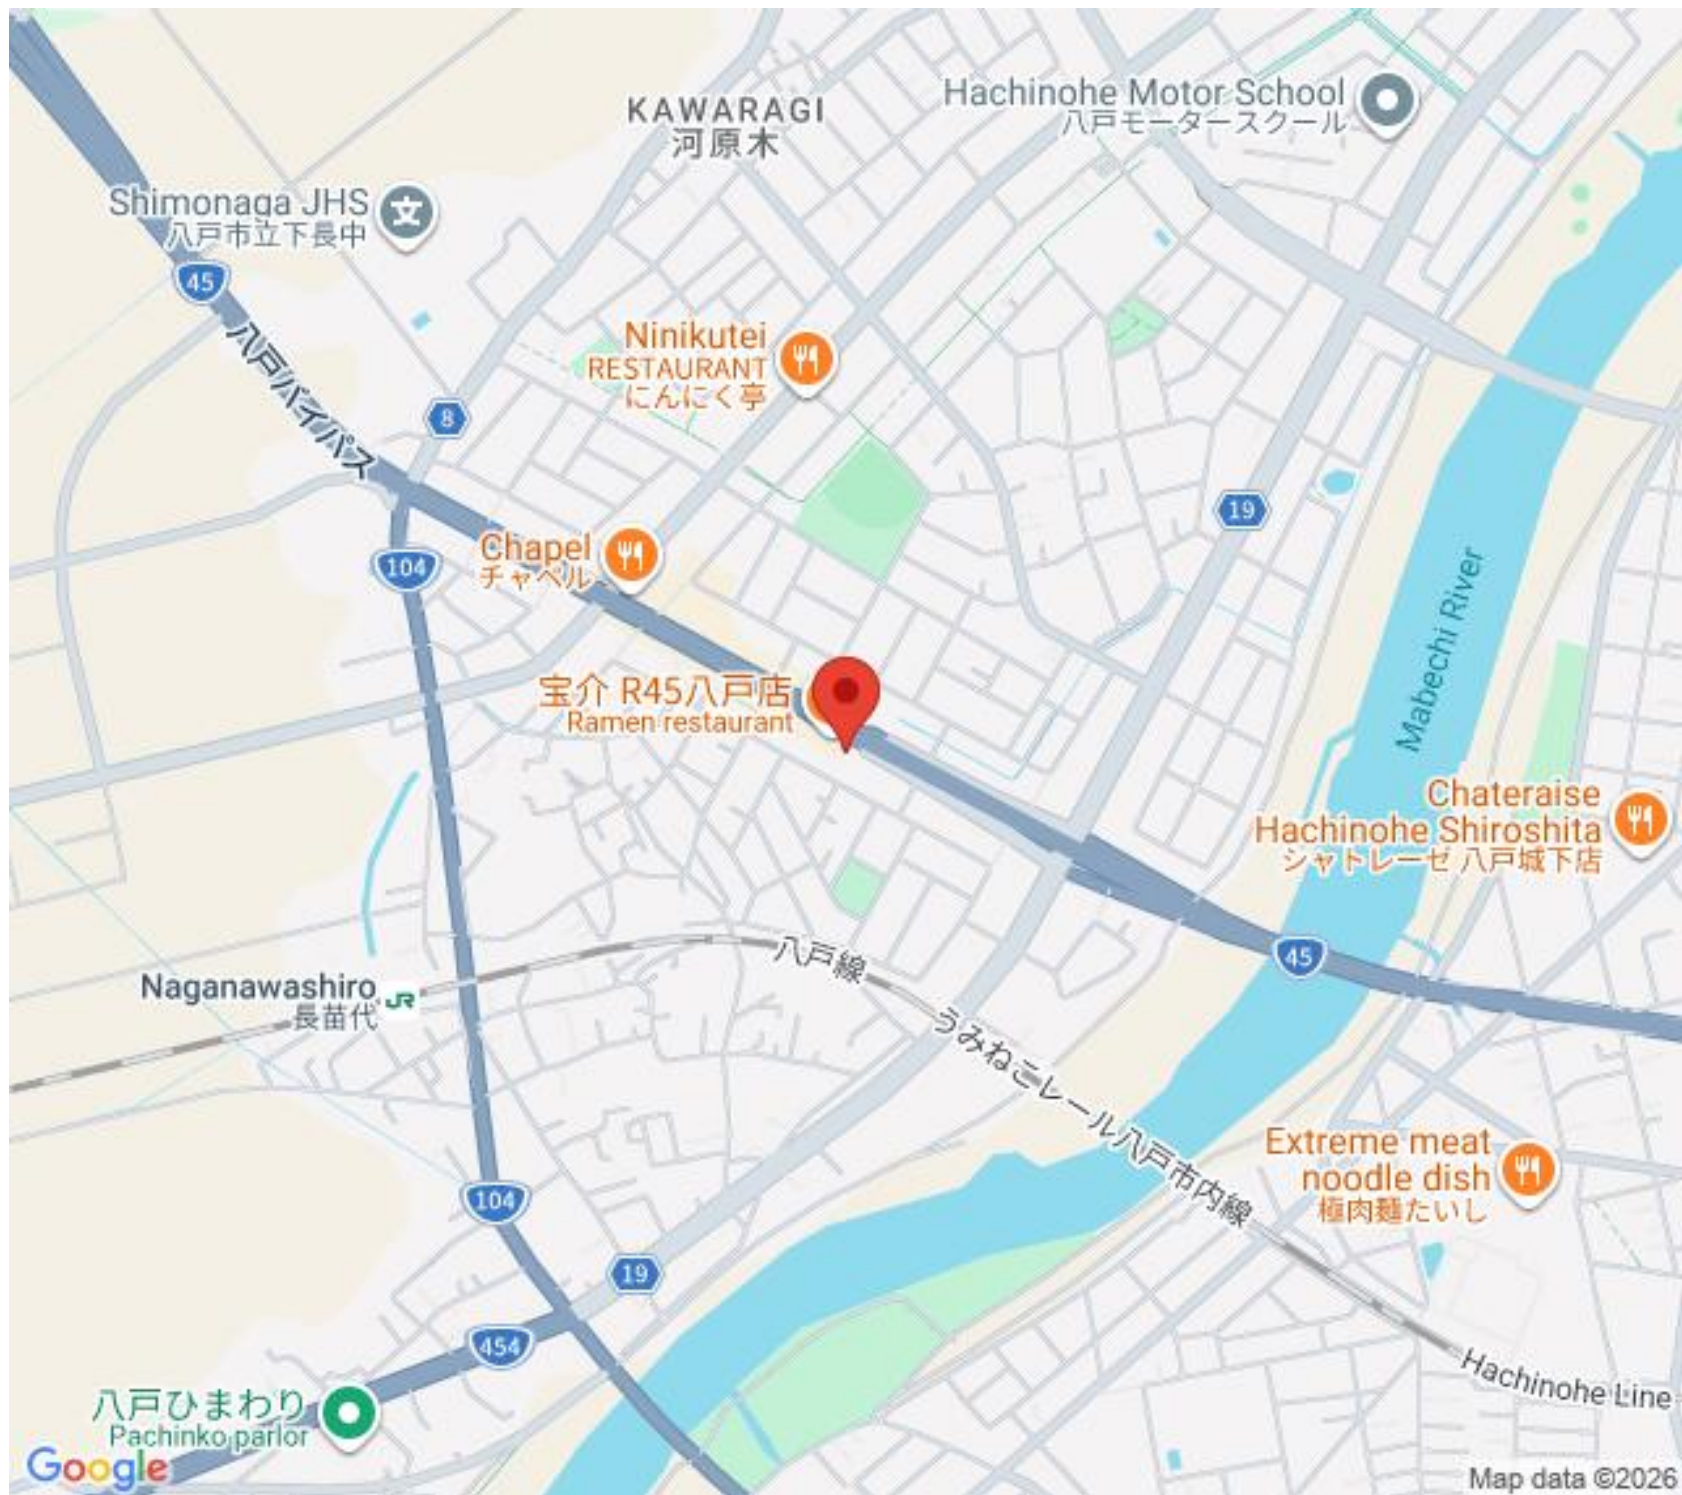 KAWARAGI
河原木
Hachinohe Motor School
八戸モータースクール
Shimonaga JHS
八戸市立下長中
文
45
八戸バイパス
Ninikutei
RESTAURANT
にんにく亭
8
19
Chapel
チャペル
104
Mabechi River
宝介 R45八戸店
Ramen restaurant
Chateraise
Hachinohe Shiroshita
シャトレーゼ 八戸城下店
45
八戸線
Naganawashiro
長苗代
JR
うみねこレール八戸市内線
Extreme meat
noodle dish
極肉麺たいし
104
19
454
Hachinohe Line
八戸ひまわり
Pachinko parlor
Google
Map data ©2026